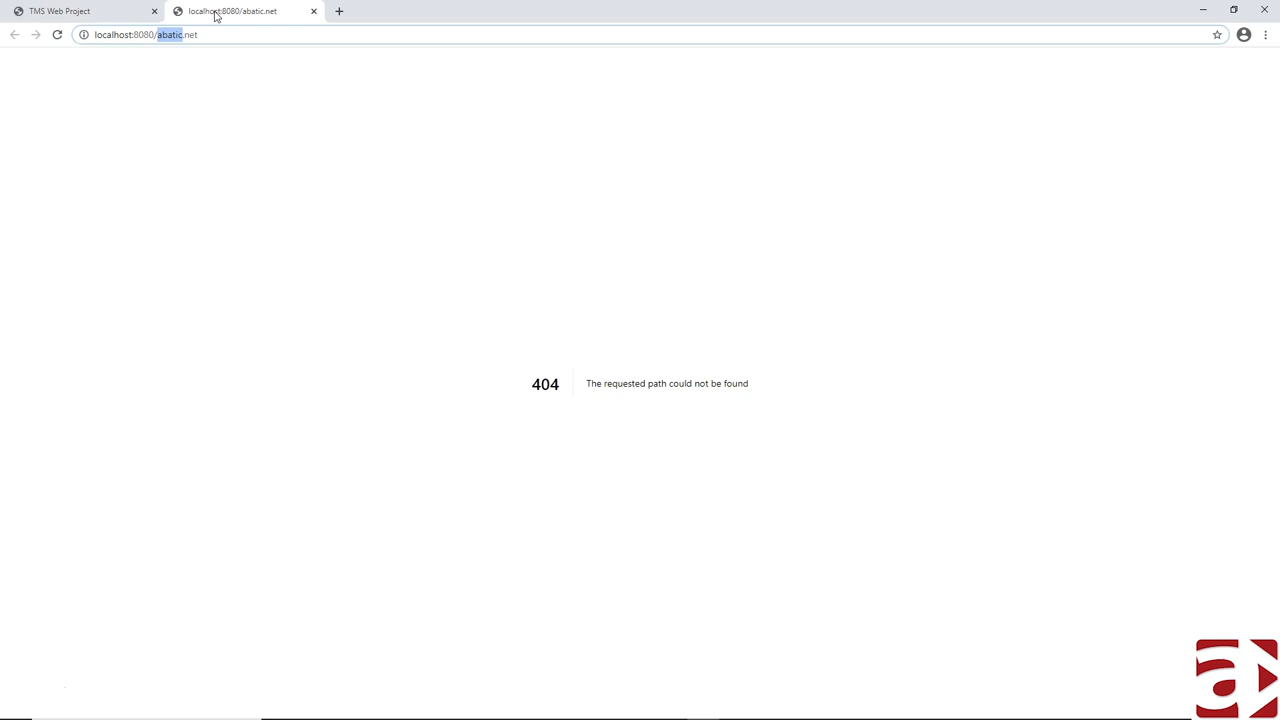 TMS Web Project
localhost:8080/abatic.net
localhost:8080/abatic.net
404
The requested path could not be found
a